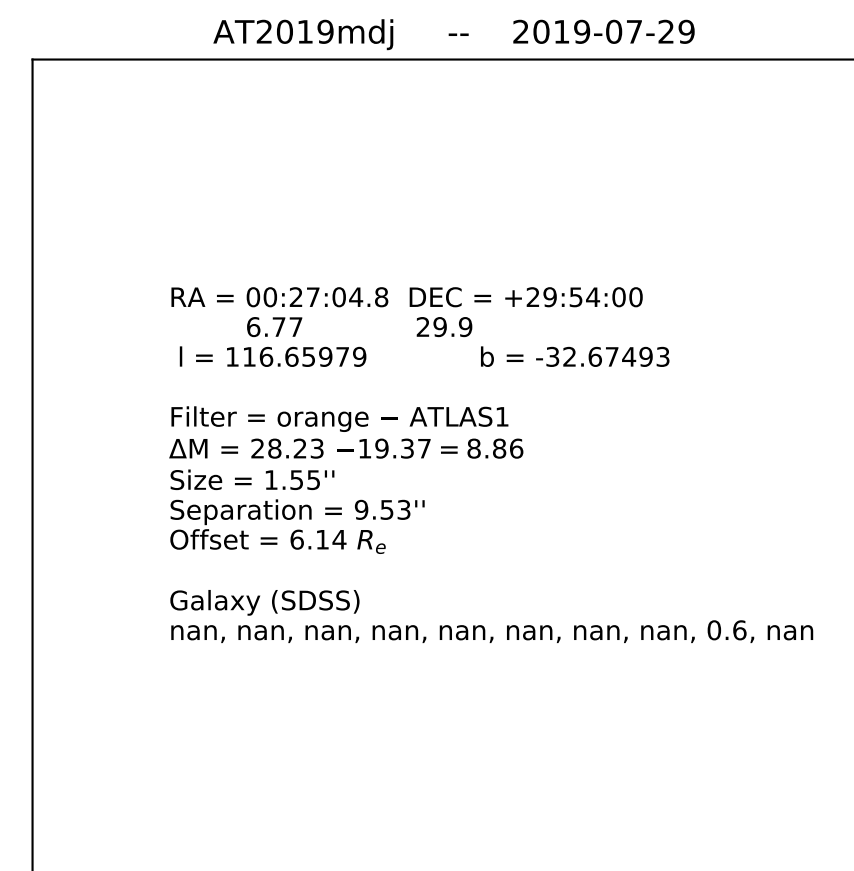 AT2019mdj -- 2019-07-29
RA = 00:27:04.8 DEC = +29:54:00
6.77 29.9
l = 116.65979 b = -32.67493
Filter = orange − ATLAS1
ΔM = 28.23 −19.37 = 8.86
Size = 1.55''
Separation = 9.53''
Offset = 6.14 Re
Galaxy (SDSS)
nan, nan, nan, nan, nan, nan, nan, nan, 0.6, nan